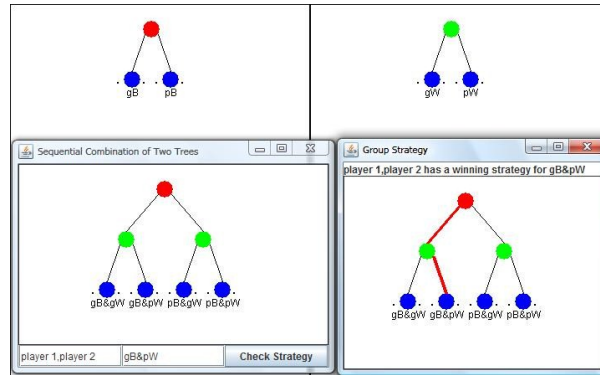 gB pB
gW pW
Sequential Combination of Two Trees
gB&gW gB&pW pB&gW pB&pW
player 1,player 2 gB&pW Check Strategy
Group Strategy
player 1,player 2 has a winning strategy for gB&pW
gB&gW gB&pW pB&gW pB&pW